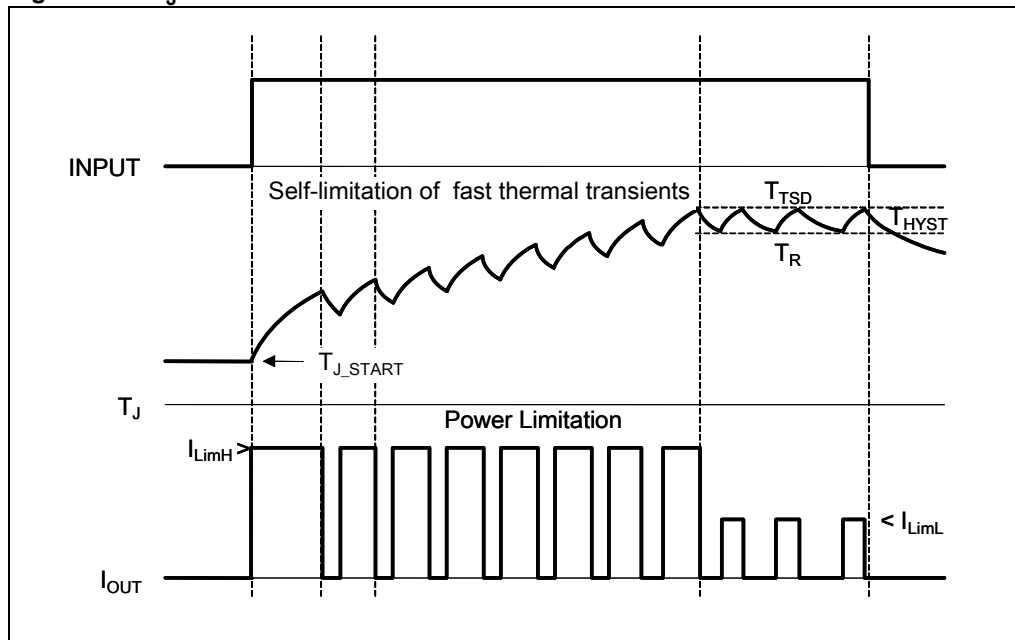 INPUT
Self-limitation of fast thermal transients
T_TSD
T_HYST
T_R
T_J_START
T_J
Power Limitation
I_LimH >
< I_LimL
I_OUT